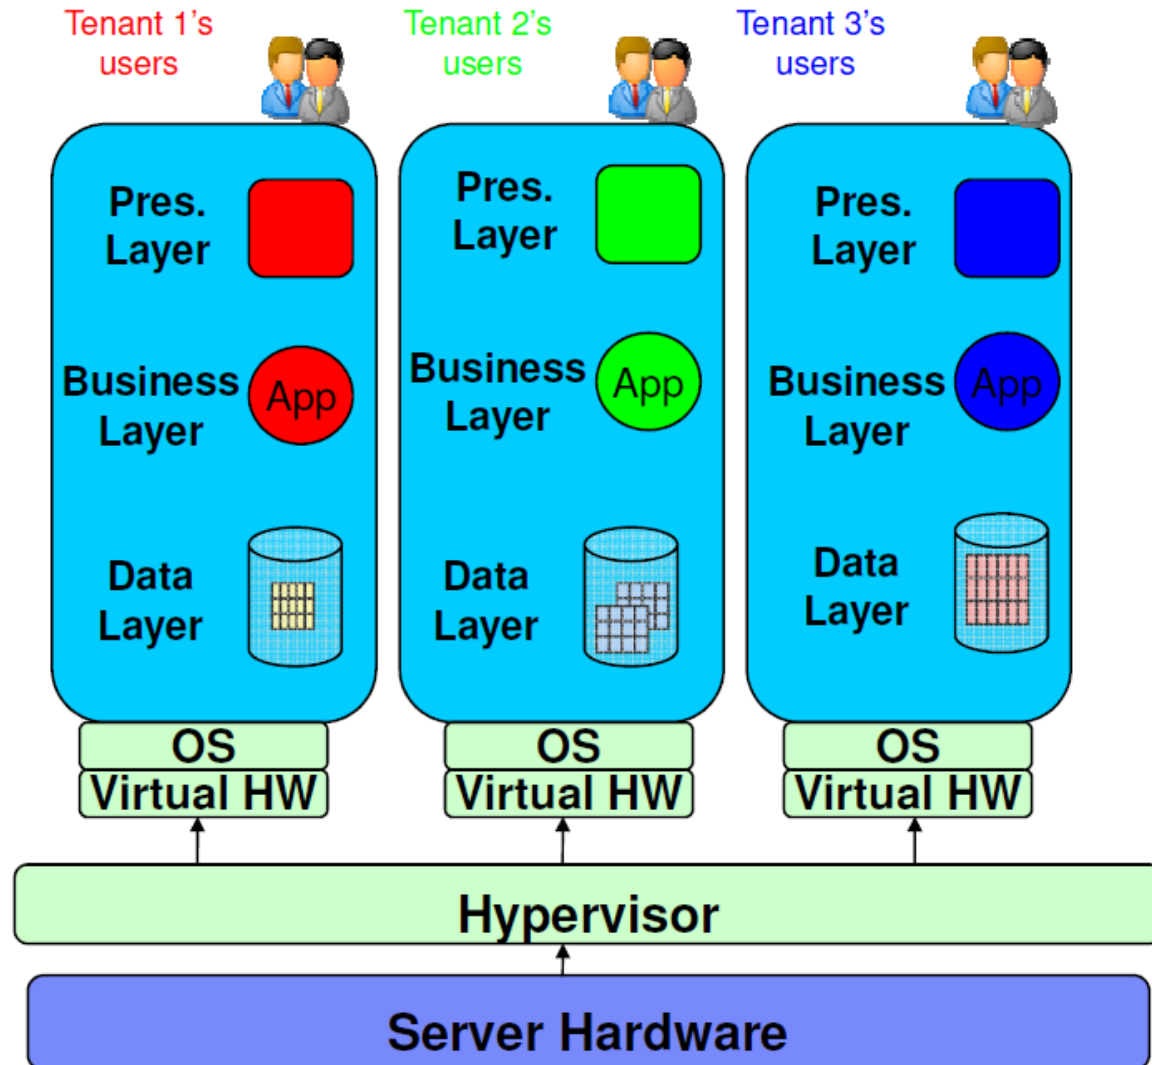 Tenant 1's
users
Tenant 2's
users
Tenant 3's
users
Pres.
Layer
Business
Layer
App
Data
Layer
OS
Virtual HW
Pres.
Layer
Business
Layer
App
Data
Layer
OS
Virtual HW
Pres.
Layer
Business
Layer
App
Data
Layer
OS
Virtual HW
Hypervisor
Server Hardware